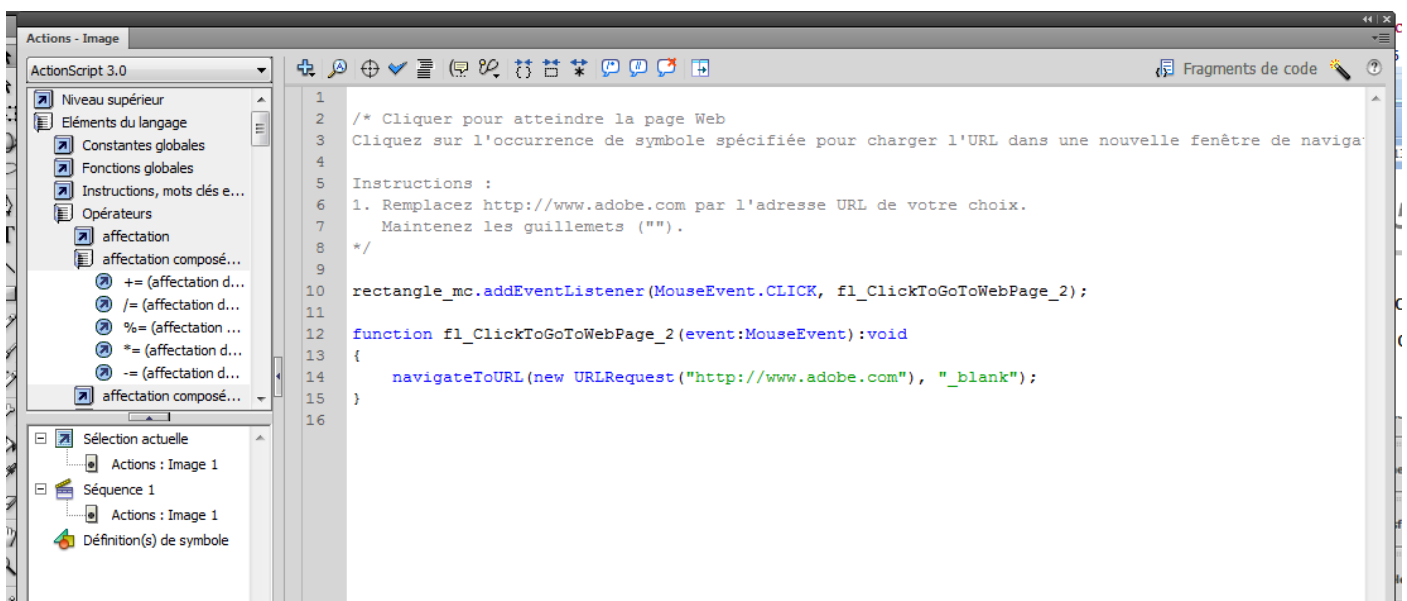 Actions - Image
ActionScript 3.0
Fragments de code
Niveau supérieur
Eléments du langage
Constantes globales
Fonctions globales
Instructions, mots clés e...
Opérateurs
affectation
affectation composé...
+= (affectation d...
/= (affectation d...
%= (affectation ...
*= (affectation d...
-= (affectation d...
affectation composé...
Sélection actuelle
Actions : Image 1
Séquence 1
Actions : Image 1
Définition(s) de symbole
1
2 /* Cliquer pour atteindre la page Web
3 Cliquez sur l'occurrence de symbole spécifiée pour charger l'URL dans une nouvelle fenêtre de naviga
4
5 Instructions :
6 1. Remplacez http://www.adobe.com par l'adresse URL de votre choix.
7 Maintenez les guillemets ("").
8 */
9
10 rectangle_mc.addEventListener(MouseEvent.CLICK, fl_ClickToGoToWebPage_2);
11
12 function fl_ClickToGoToWebPage_2(event:MouseEvent):void
13 {
14 navigateToURL(new URLRequest("http://www.adobe.com"), "_blank");
15 }
16